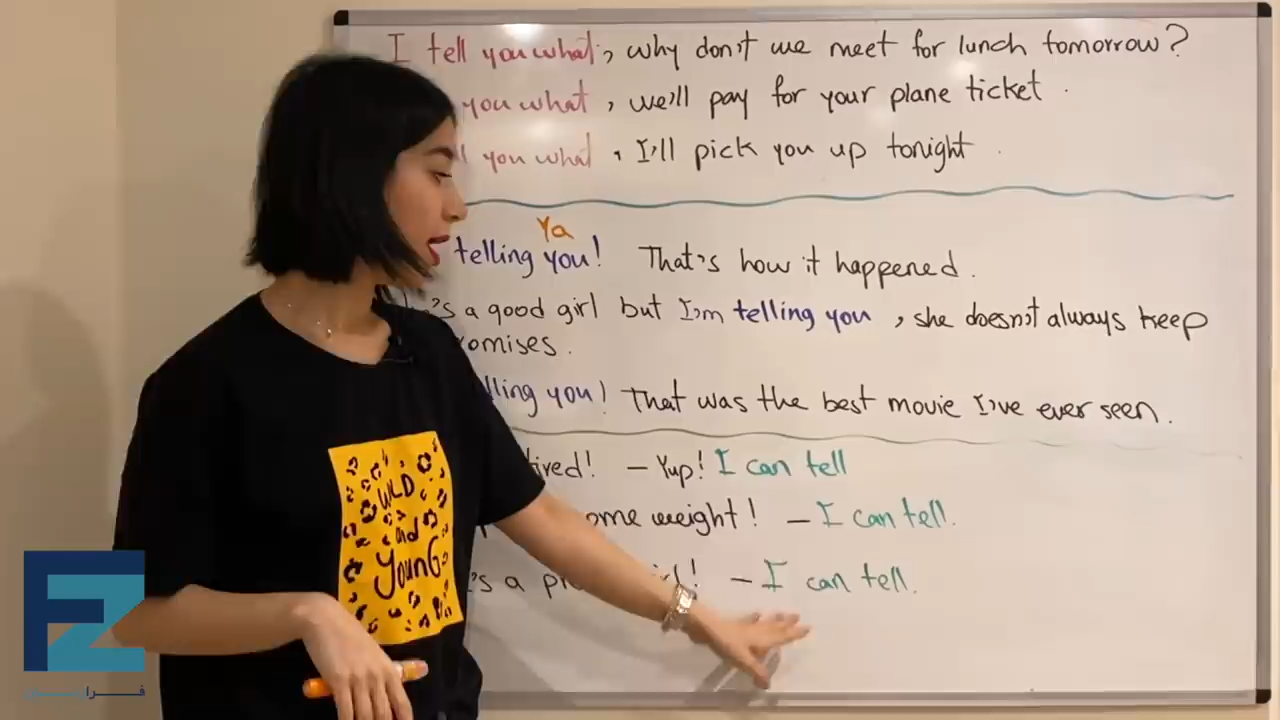 I tell you what, why don't we meet for lunch tomorrow?
you what, we'll pay for your plane ticket.
you what, I'll pick you up tonight.
Ya
telling you! That's how it happened.
's a good girl but I'm telling you, she doesn't always keep
omises.
lling you! That was the best movie I've ever seen.
ired! - Yup! I can tell
ome weight! - I can tell.
's a pr ! - I can tell.
WILD
and
YounG
FZ